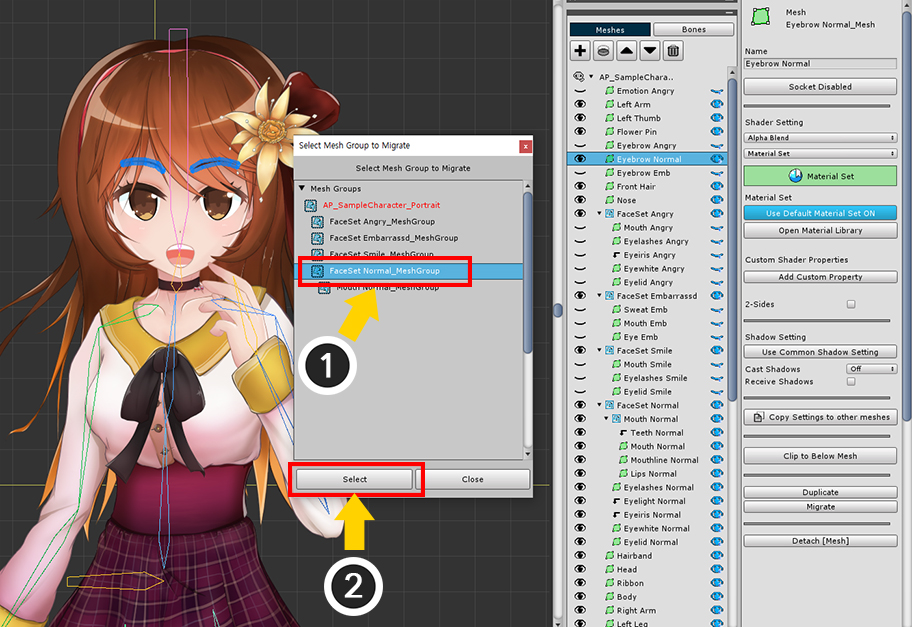 Select Mesh Group to Migrate
x
Select Mesh Group to Migrate
Mesh Groups
AP_SampleCharacter_Portrait
FaceSet Angry_MeshGroup
FaceSet Embarrassd_MeshGroup
FaceSet Smile_MeshGroup
FaceSet Normal_MeshGroup
Mouth Normal_MeshGroup
1
Select
Close
2
Meshes
Bones
AP_SampleChara..
Emotion Angry
Left Arm
Left Thumb
Flower Pin
Eyebrow Angry
Eyebrow Normal
Eyebrow Emb
Front Hair
Nose
FaceSet Angry
Mouth Angry
Eyelashes Angry
Eyeiris Angry
Eyewhite Angry
Eyelid Angry
FaceSet Embarrassd
Sweat Emb
Mouth Emb
Eye Emb
FaceSet Smile
Mouth Smile
Eyelashes Smile
Eyelid Smile
FaceSet Normal
Mouth Normal
Teeth Normal
Mouth Normal
Mouthline Normal
Lips Normal
Eyelashes Normal
Eyelight Normal
Eyeiris Normal
Eyewhite Normal
Eyelid Normal
Hairband
Head
Ribbon
Body
Right Arm
Left Leg
Mesh
Eyebrow Normal_Mesh
Name
Eyebrow Normal
Socket Disabled
Shader Setting
Alpha Blend
Material Set
Material Set
Material Set
Use Default Material Set ON
Open Material Library
Custom Shader Properties
Add Custom Property
2-Sides
Shadow Setting
Use Common Shadow Setting
Cast Shadows Off
Receive Shadows
Copy Settings to other meshes
Clip to Below Mesh
Duplicate
Migrate
Detach [Mesh]